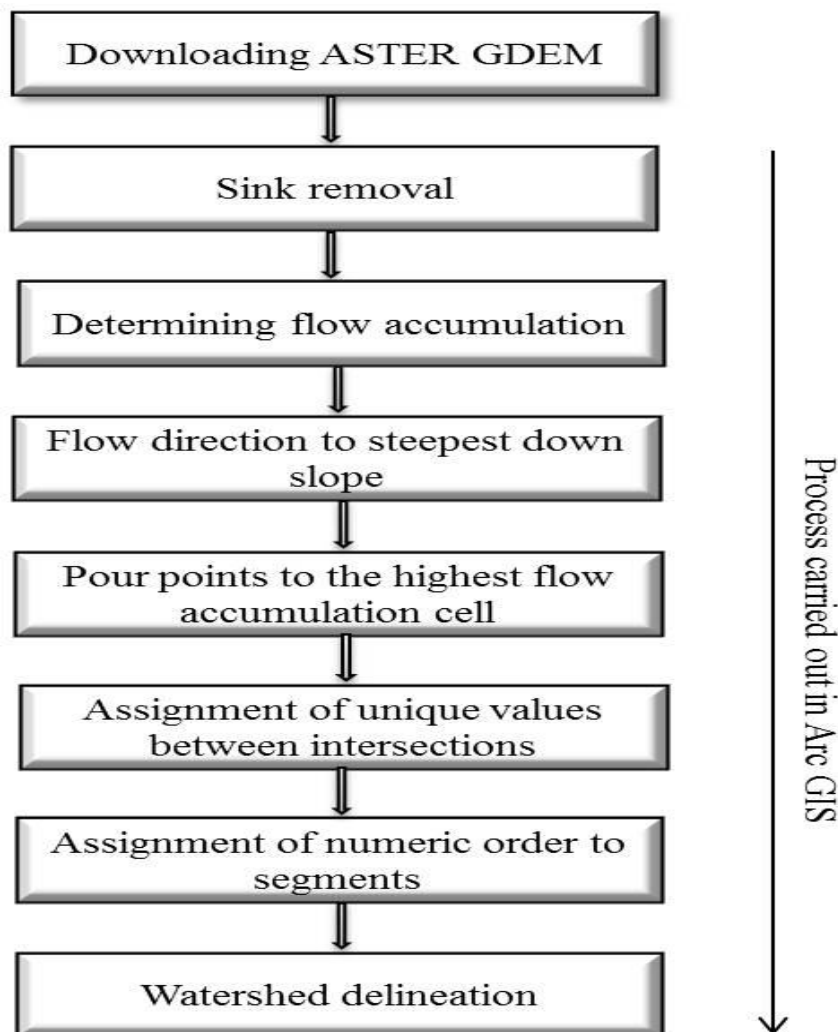 Downloading ASTER GDEM
Sink removal
Determining flow accumulation
Flow direction to steepest down
slope
Pour points to the highest flow
accumulation cell
Assignment of unique values
between intersections
Assignment of numeric order to
segments
Watershed delineation
Process carried out in Arc GIS